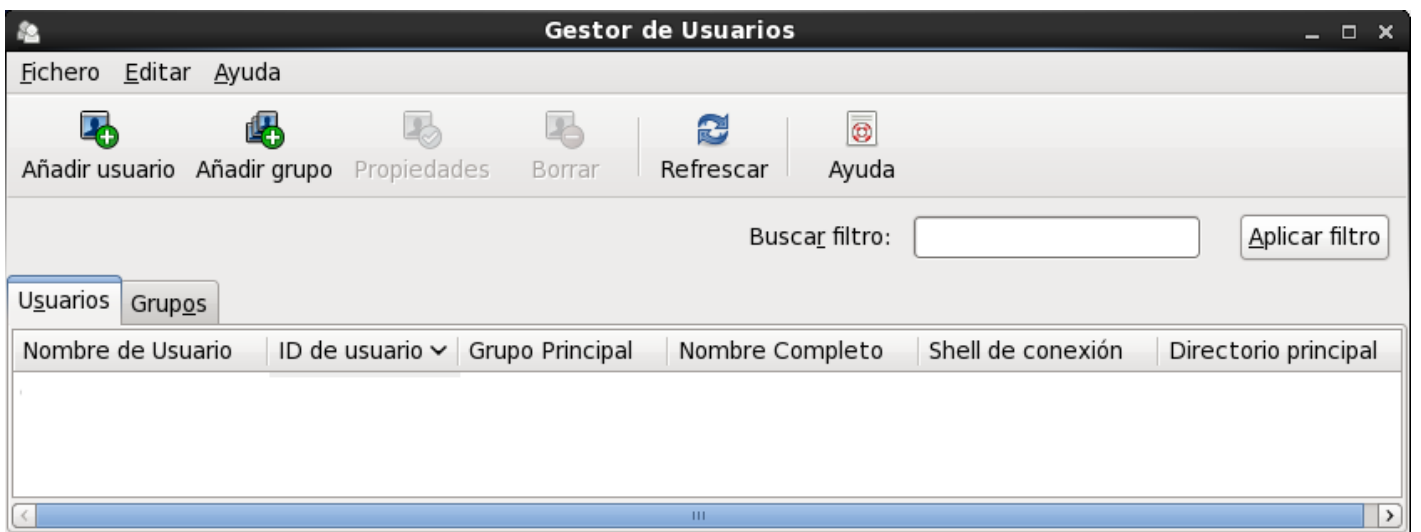 Gestor de Usuarios
Fichero Editar Ayuda
Añadir usuario Añadir grupo Propiedades Borrar Refrescar Ayuda
Buscar filtro: Aplicar filtro
Usuarios Grupos
Nombre de Usuario ID de usuario Grupo Principal Nombre Completo Shell de conexión Directorio principal